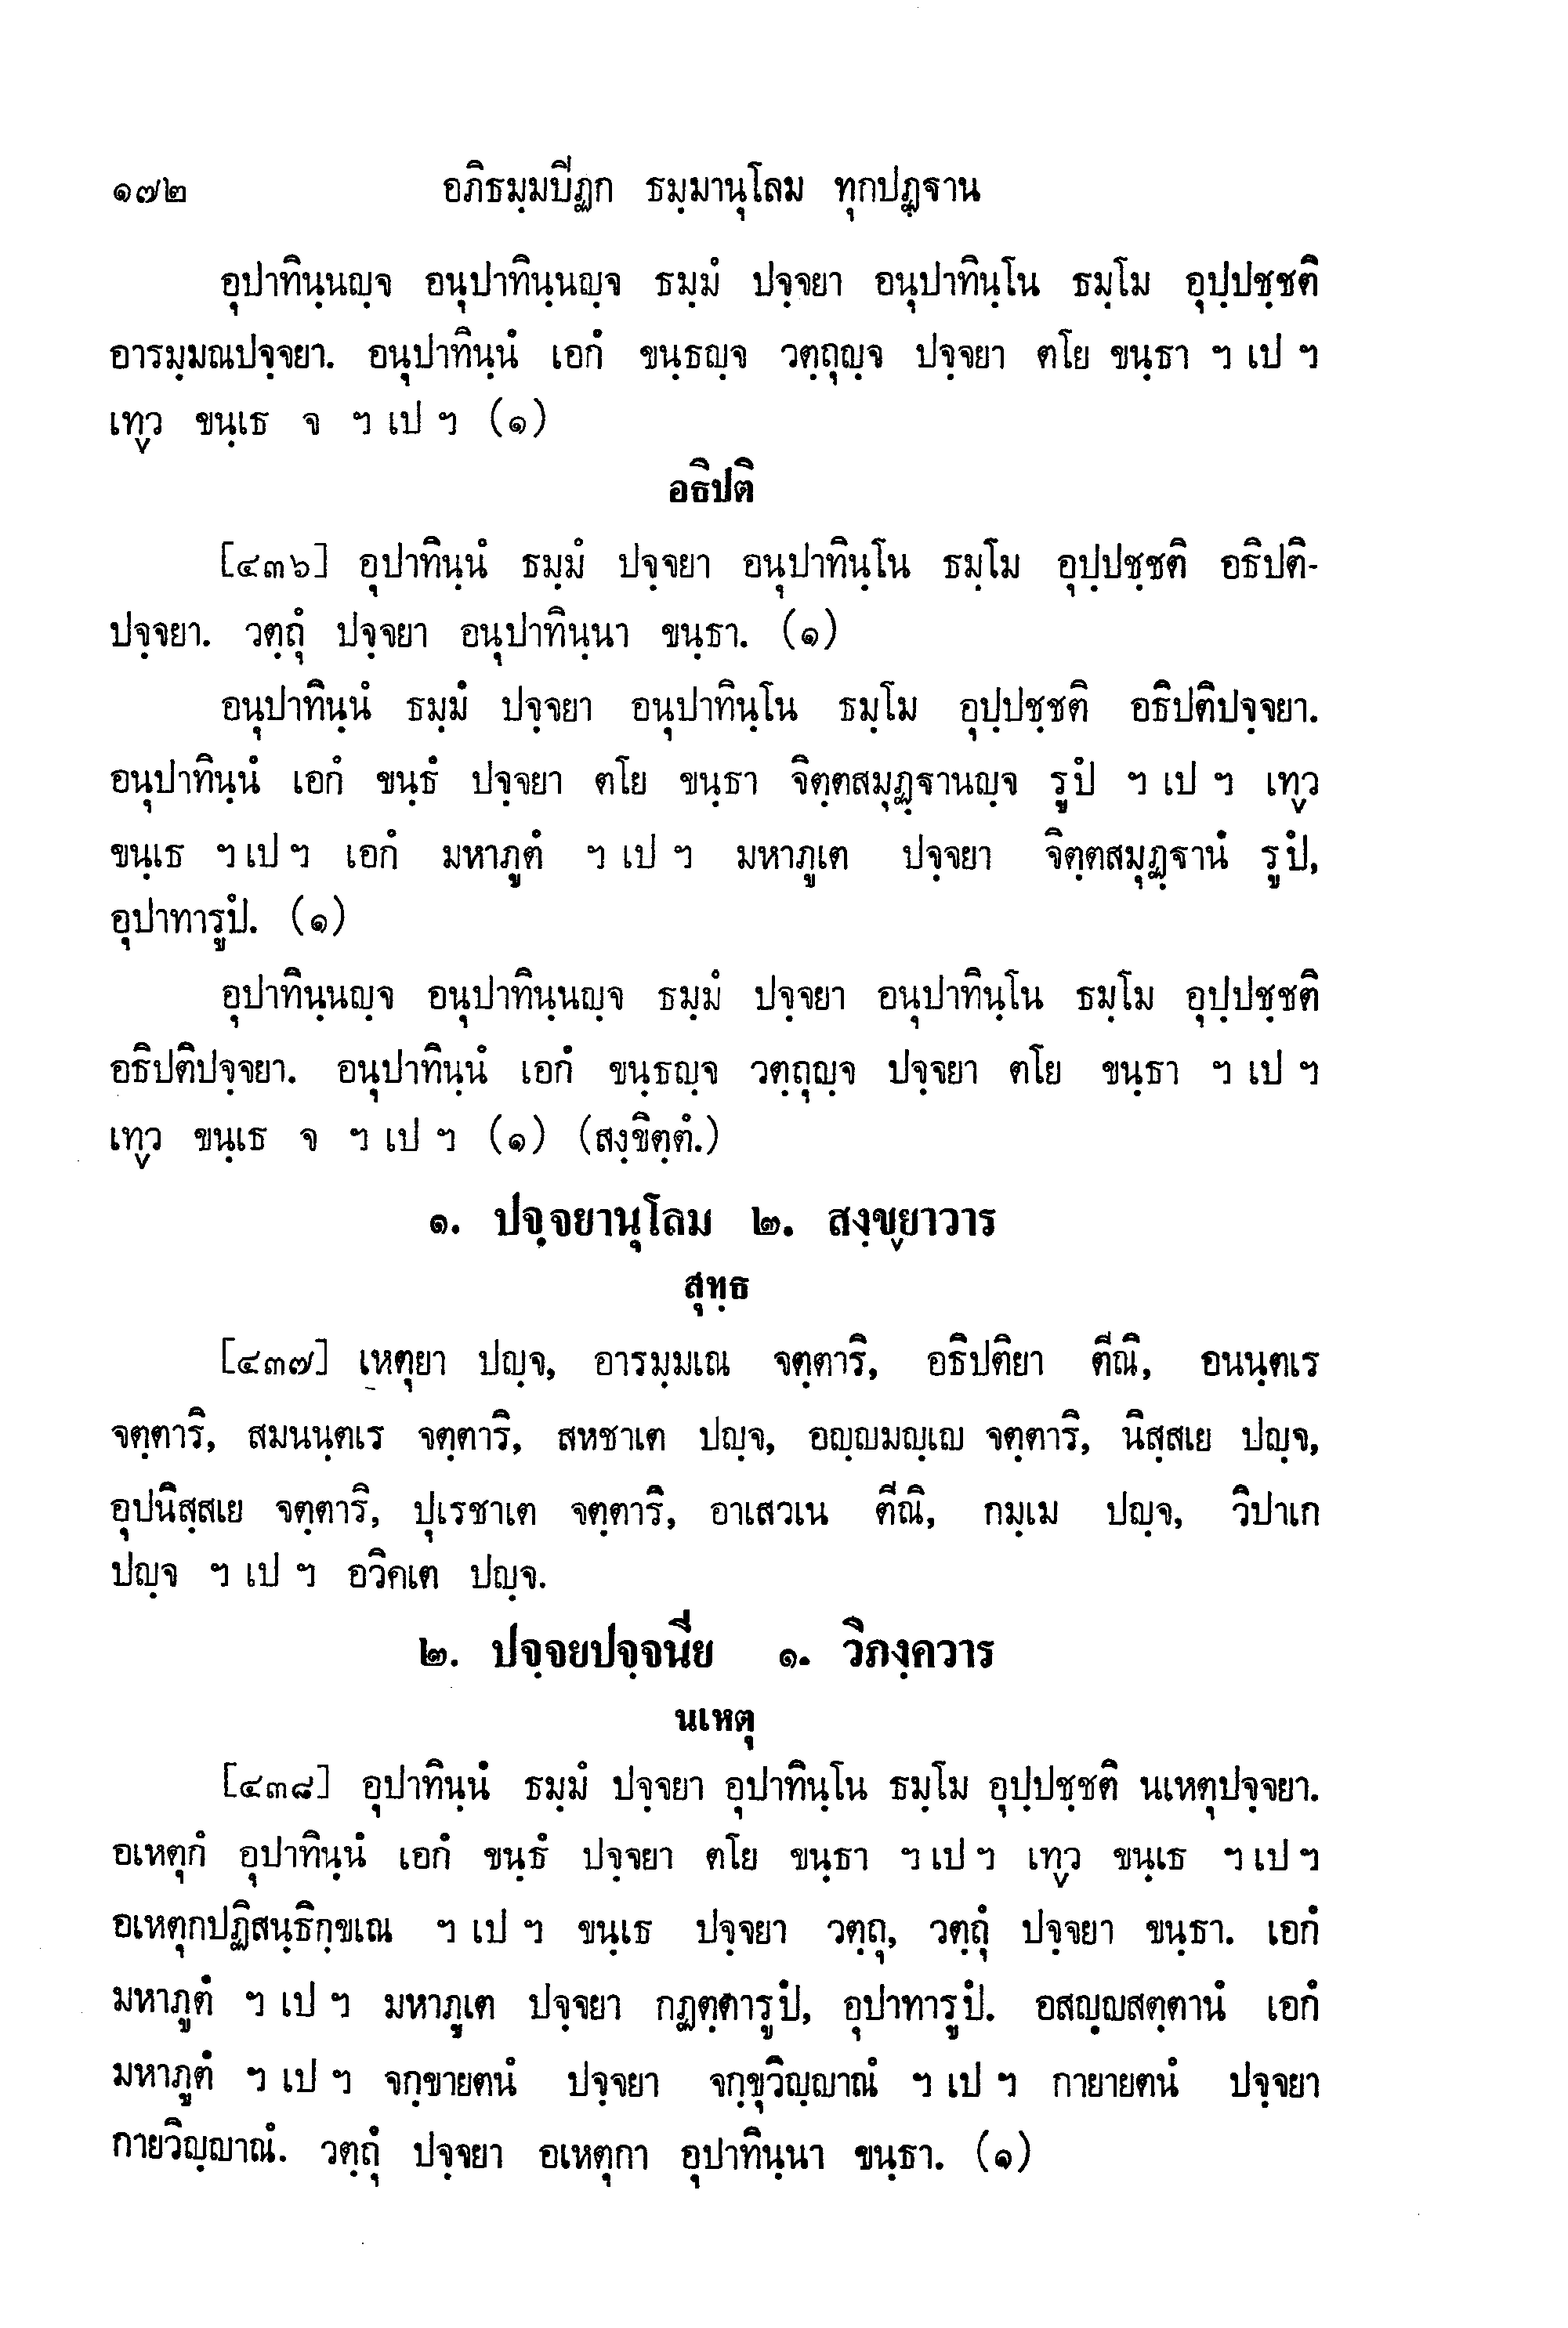 ๑๗๒ อภิธมฺมปีฏก ธมฺมานุโลม ทุกปฏฺฐาน
อุปาทินฺนญฺจ อนุปาทินฺนญฺจ ธมฺมํ ปจฺจยา อนุปาทินฺโน ธมฺโม อุปฺปชฺชติ
อารมฺมณปจฺจยา. อนุปาทินฺนํ เอกํ ขนฺธญฺจ วตฺถุญฺจ ปจฺจยา ตโย ขนฺธา ฯ เป ฯ
เทฺว ขนฺเธ จ ฯ เป ฯ (๑)
อธิปติ
[๔๓๖] อุปาทินฺนํ ธมฺมํ ปจฺจยา อนุปาทินฺโน ธมฺโม อุปฺปชฺชติ อธิปติ-
ปจฺจยา. วตฺถุํ ปจฺจยา อนุปาทินฺนา ขนฺธา. (๑)
อนุปาทินฺนํ ธมฺมํ ปจฺจยา อนุปาทินฺโน ธมฺโม อุปฺปชฺชติ อธิปติปจฺจยา.
อนุปาทินฺนํ เอกํ ขนฺธํ ปจฺจยา ตโย ขนฺธา จิตฺตสมุฏฺฐานญฺจ รูปํ ฯ เป ฯ เทฺว
ขนฺเธ ฯ เป ฯ เอกํ มหาภูตํ ฯ เป ฯ มหาภูเต ปจฺจยา จิตฺตสมุฏฺฐานํ รูปํ,
อุปาทารูปํ. (๑)
อุปาทินฺนญฺจ อนุปาทินฺนญฺจ ธมฺมํ ปจฺจยา อนุปาทินฺโน ธมฺโม อุปฺปชฺชติ
อธิปติปจฺจยา. อนุปาทินฺนํ เอกํ ขนฺธญฺจ วตฺถุญฺจ ปจฺจยา ตโย ขนฺธา ฯ เป ฯ
เทฺว ขนฺเธ จ ฯ เป ฯ (๑) (สงฺขิตฺตํ.)
๑. ปจฺจยานุโลม ๒. สงฺขฺยาวาร
สุทฺธ
[๔๓๗] เหตุยา ปญฺจ, อารมฺมเณ จตฺตาริ, อธิปติยา ตีณิ, อนนฺตเร
จตฺตาริ, สมนนฺตเร จตฺตาริ, สหชาเต ปญฺจ, อญฺญมญฺเญ จตฺตาริ, นิสฺสเย ปญฺจ,
อุปนิสฺสเย จตฺตาริ, ปุเรชาเต จตฺตาริ, อาเสวเน ตีณิ, กมฺเม ปญฺจ, วิปาเก
ปญฺจ ฯ เป ฯ อวิคเต ปญฺจ.
๒. ปจฺจยปจฺจนีย ๑. วิภงฺควาร
นเหตุ
[๔๓๘] อุปาทินฺนํ ธมฺมํ ปจฺจยา อุปาทินฺโน ธมฺโม อุปฺปชฺชติ นเหตุปจฺจยา.
อเหตุกํ อุปาทินฺนํ เอกํ ขนฺธํ ปจฺจยา ตโย ขนฺธา ฯ เป ฯ เทฺว ขนฺเธ ฯ เป ฯ
อเหตุกปฏิสนฺธิกฺขเณ ฯ เป ฯ ขนฺเธ ปจฺจยา วตฺถุ, วตฺถุํ ปจฺจยา ขนฺธา. เอกํ
มหาภูตํ ฯ เป ฯ มหาภูเต ปจฺจยา กฏตฺตารูปํ, อุปาทารูปํ. อสญฺญสตฺตานํ เอกํ
มหาภูตํ ฯ เป ฯ จกฺขายตนํ ปจฺจยา จกฺขุวิญฺญาณํ ฯ เป ฯ กายายตนํ ปจฺจยา
กายวิญฺญาณํ. วตฺถุํ ปจฺจยา อเหตุกา อุปาทินฺนา ขนฺธา. (๑)